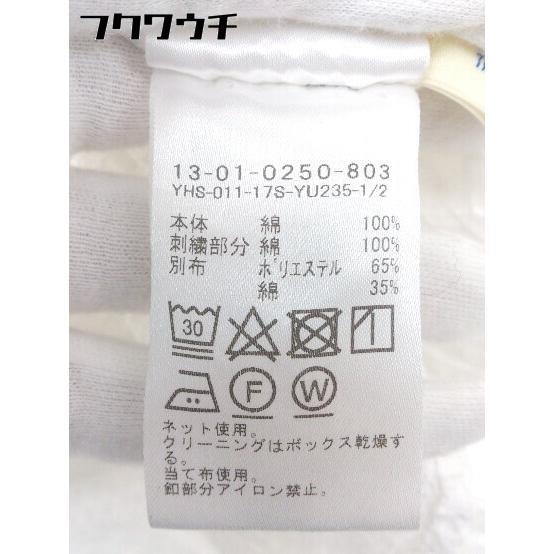 フクワウチ
13-01-0250-803
YHS-011-17S-YU235-1/2
本体 綿 100%
刺繍部分 綿 100%
別布 ポリエステル 65%
綿 35%
30
F W
ネット使用。
クリーニングはボックス乾燥す
る。
当て布使用。
釦部分アイロン禁止。